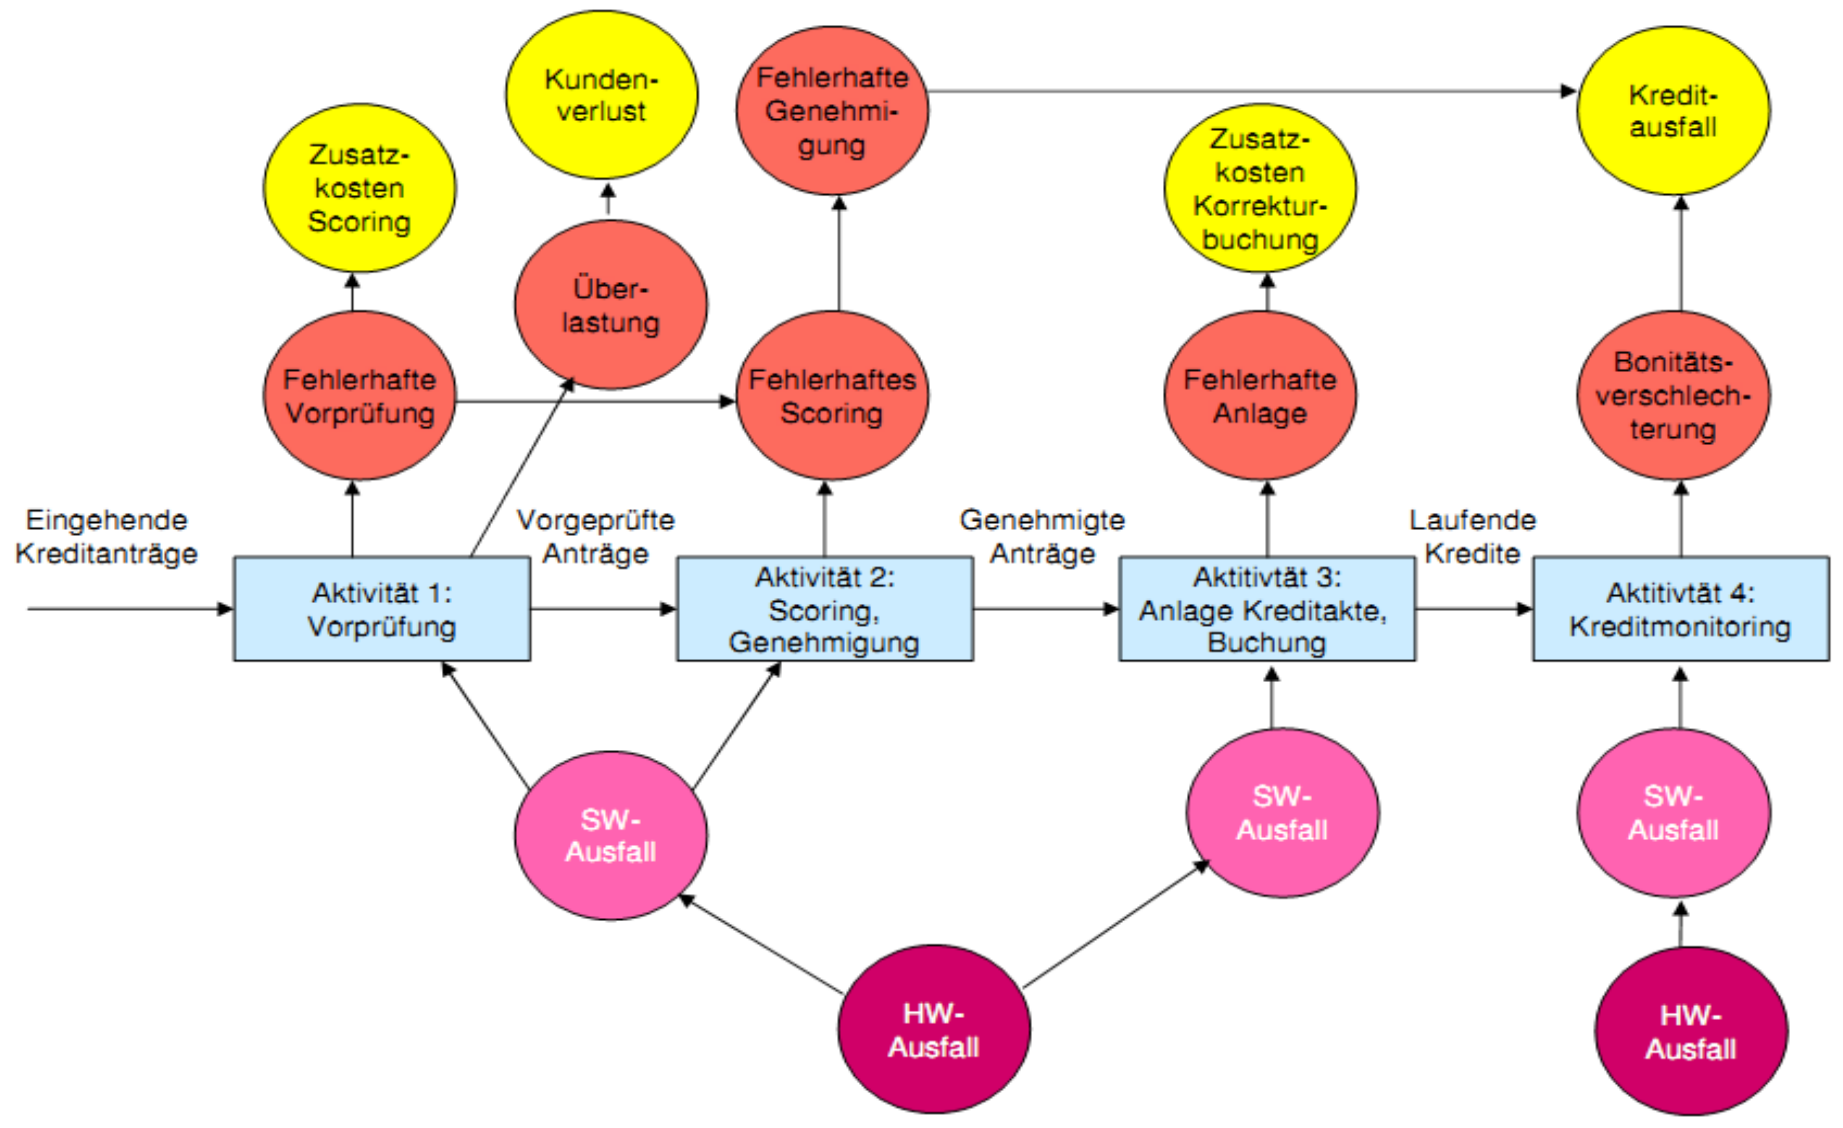 Kunden-
verlust
Fehlerhafte
Genehmi-
gung
Kredit-
ausfall
Zusatz-
kosten
Scoring
Zusatz-
kosten
Korrektur-
buchung
Über-
lastung
Fehlerhafte
Vorprüfung
Fehlerhaftes
Scoring
Fehlerhafte
Anlage
Bonitäts-
verschlech-
terung
Eingehende
Kreditanträge
Vorgeprüfte
Anträge
Genehmigte
Anträge
Laufende
Kredite
Aktivität 1:
Vorprüfung
Aktivität 2:
Scoring,
Genehmigung
Aktitivtät 3:
Anlage Kreditakte,
Buchung
Aktitivtät 4:
Kreditmonitoring
SW-
Ausfall
SW-
Ausfall
SW-
Ausfall
HW-
Ausfall
HW-
Ausfall